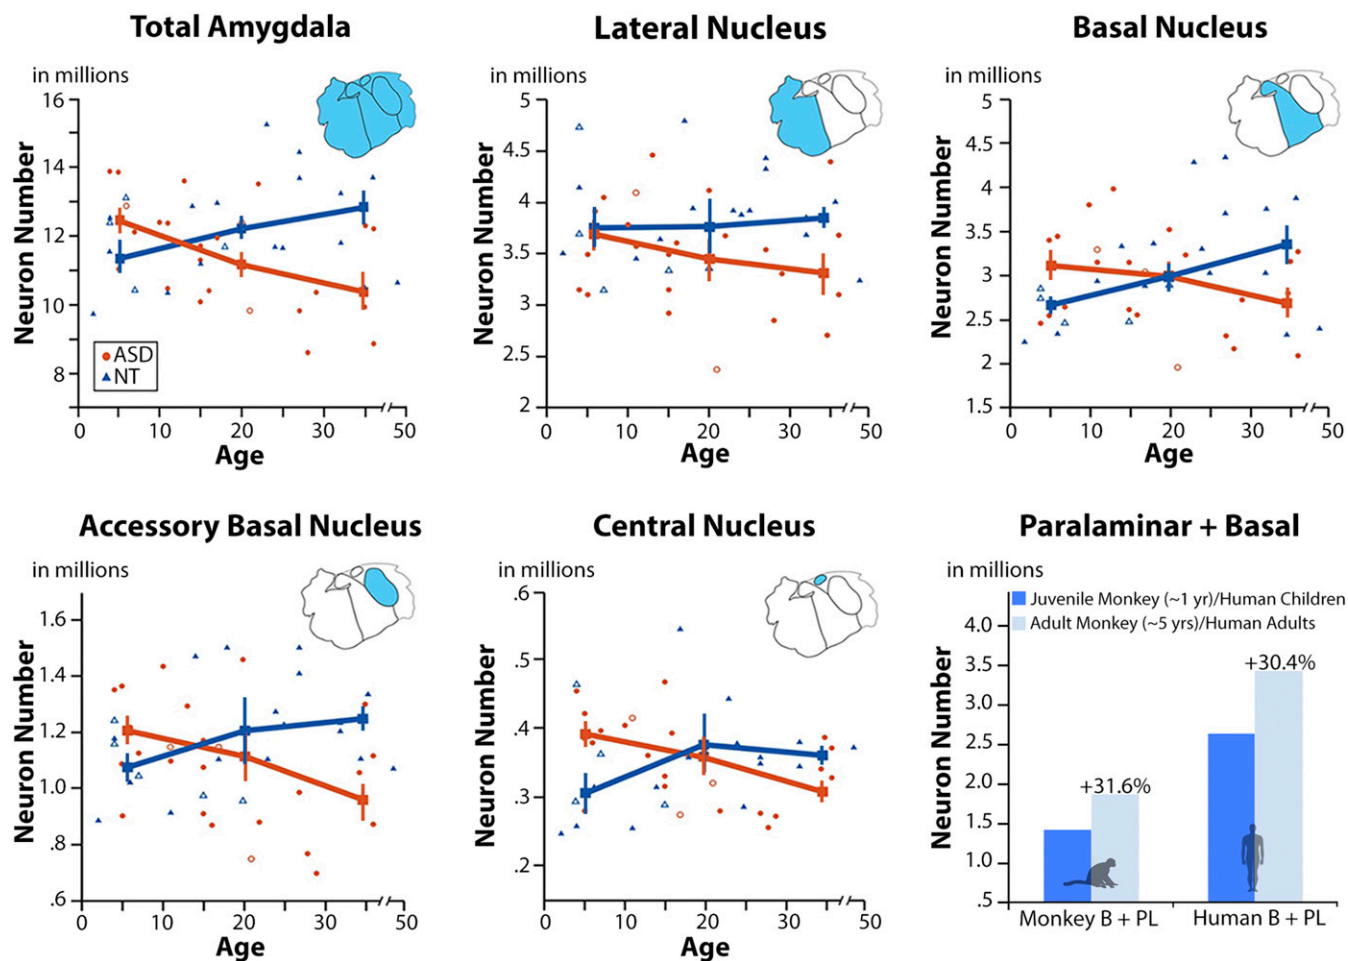 Total Amygdala
in millions
Neuron Number
16
14
12
10
8
ASD
NT
0
10
20
30
50
Age
Lateral Nucleus
in millions
Neuron Number
5
4.5
4
3.5
3
2.5
2
0
10
20
30
50
Age
Basal Nucleus
in millions
Neuron Number
5
4.5
4
3.5
3
2.5
2
1.5
0
10
20
30
50
Age
Accessory Basal Nucleus
in millions
Neuron Number
1.6
1.4
1.2
1.0
.8
.6
0
10
20
30
50
Age
Central Nucleus
in millions
Neuron Number
.6
.5
.4
.3
.2
0
10
20
30
50
Age
Paralaminar + Basal
in millions
Juvenile Monkey (~1 yr)/Human Children
Adult Monkey (~5 yrs)/Human Adults
Neuron Number
4.0
3.5
3.0
2.5
2.0
1.5
1.0
.5
+31.6%
+30.4%
Monkey B + PL
Human B + PL